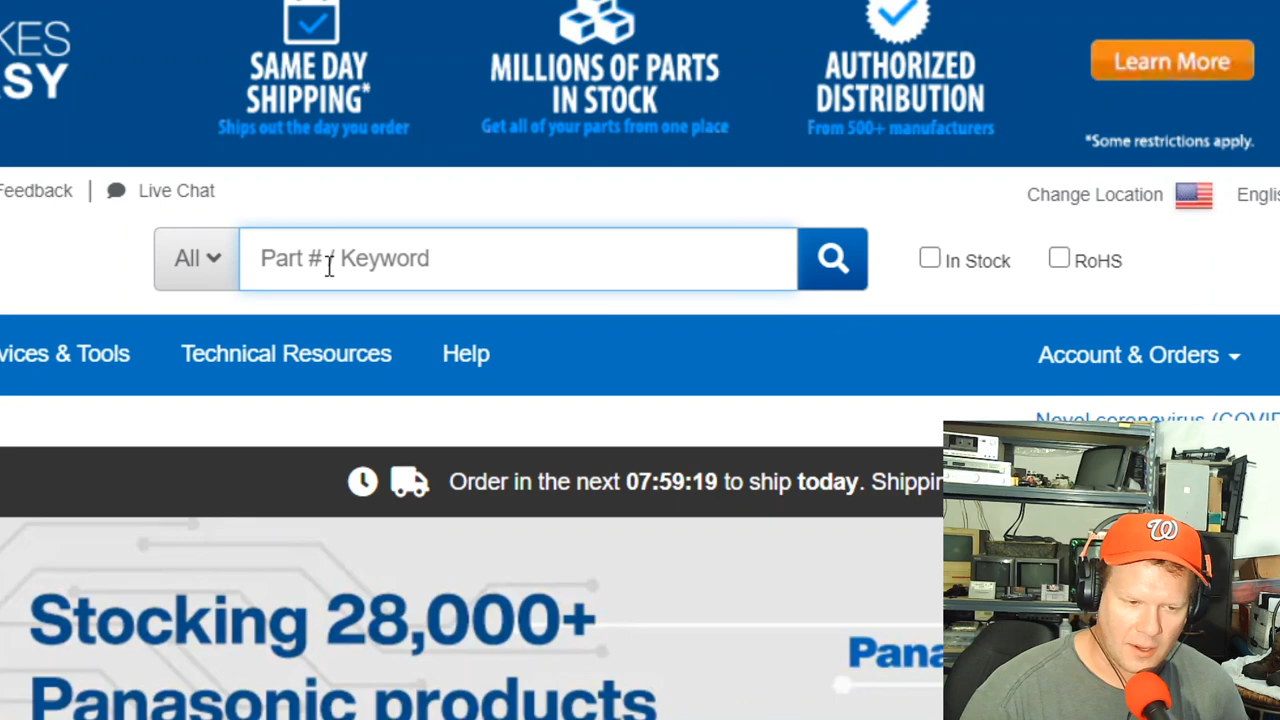 KES
ASY
SAME DAY
SHIPPING*
Ships out the day you order
MILLIONS OF PARTS
IN STOCK
Get all of your parts from one place
AUTHORIZED
DISTRIBUTION
From 500+ manufacturers
Learn More
*Some restrictions apply.
Feedback | Live Chat
Change Location Englis
All Part # / Keyword In Stock RoHS
vices & Tools Technical Resources Help Account & Orders
Novel coronavirus (COVI
Order in the next 07:59:19 to ship today. Shippin
Stocking 28,000+
Panasonic products
Pana
W